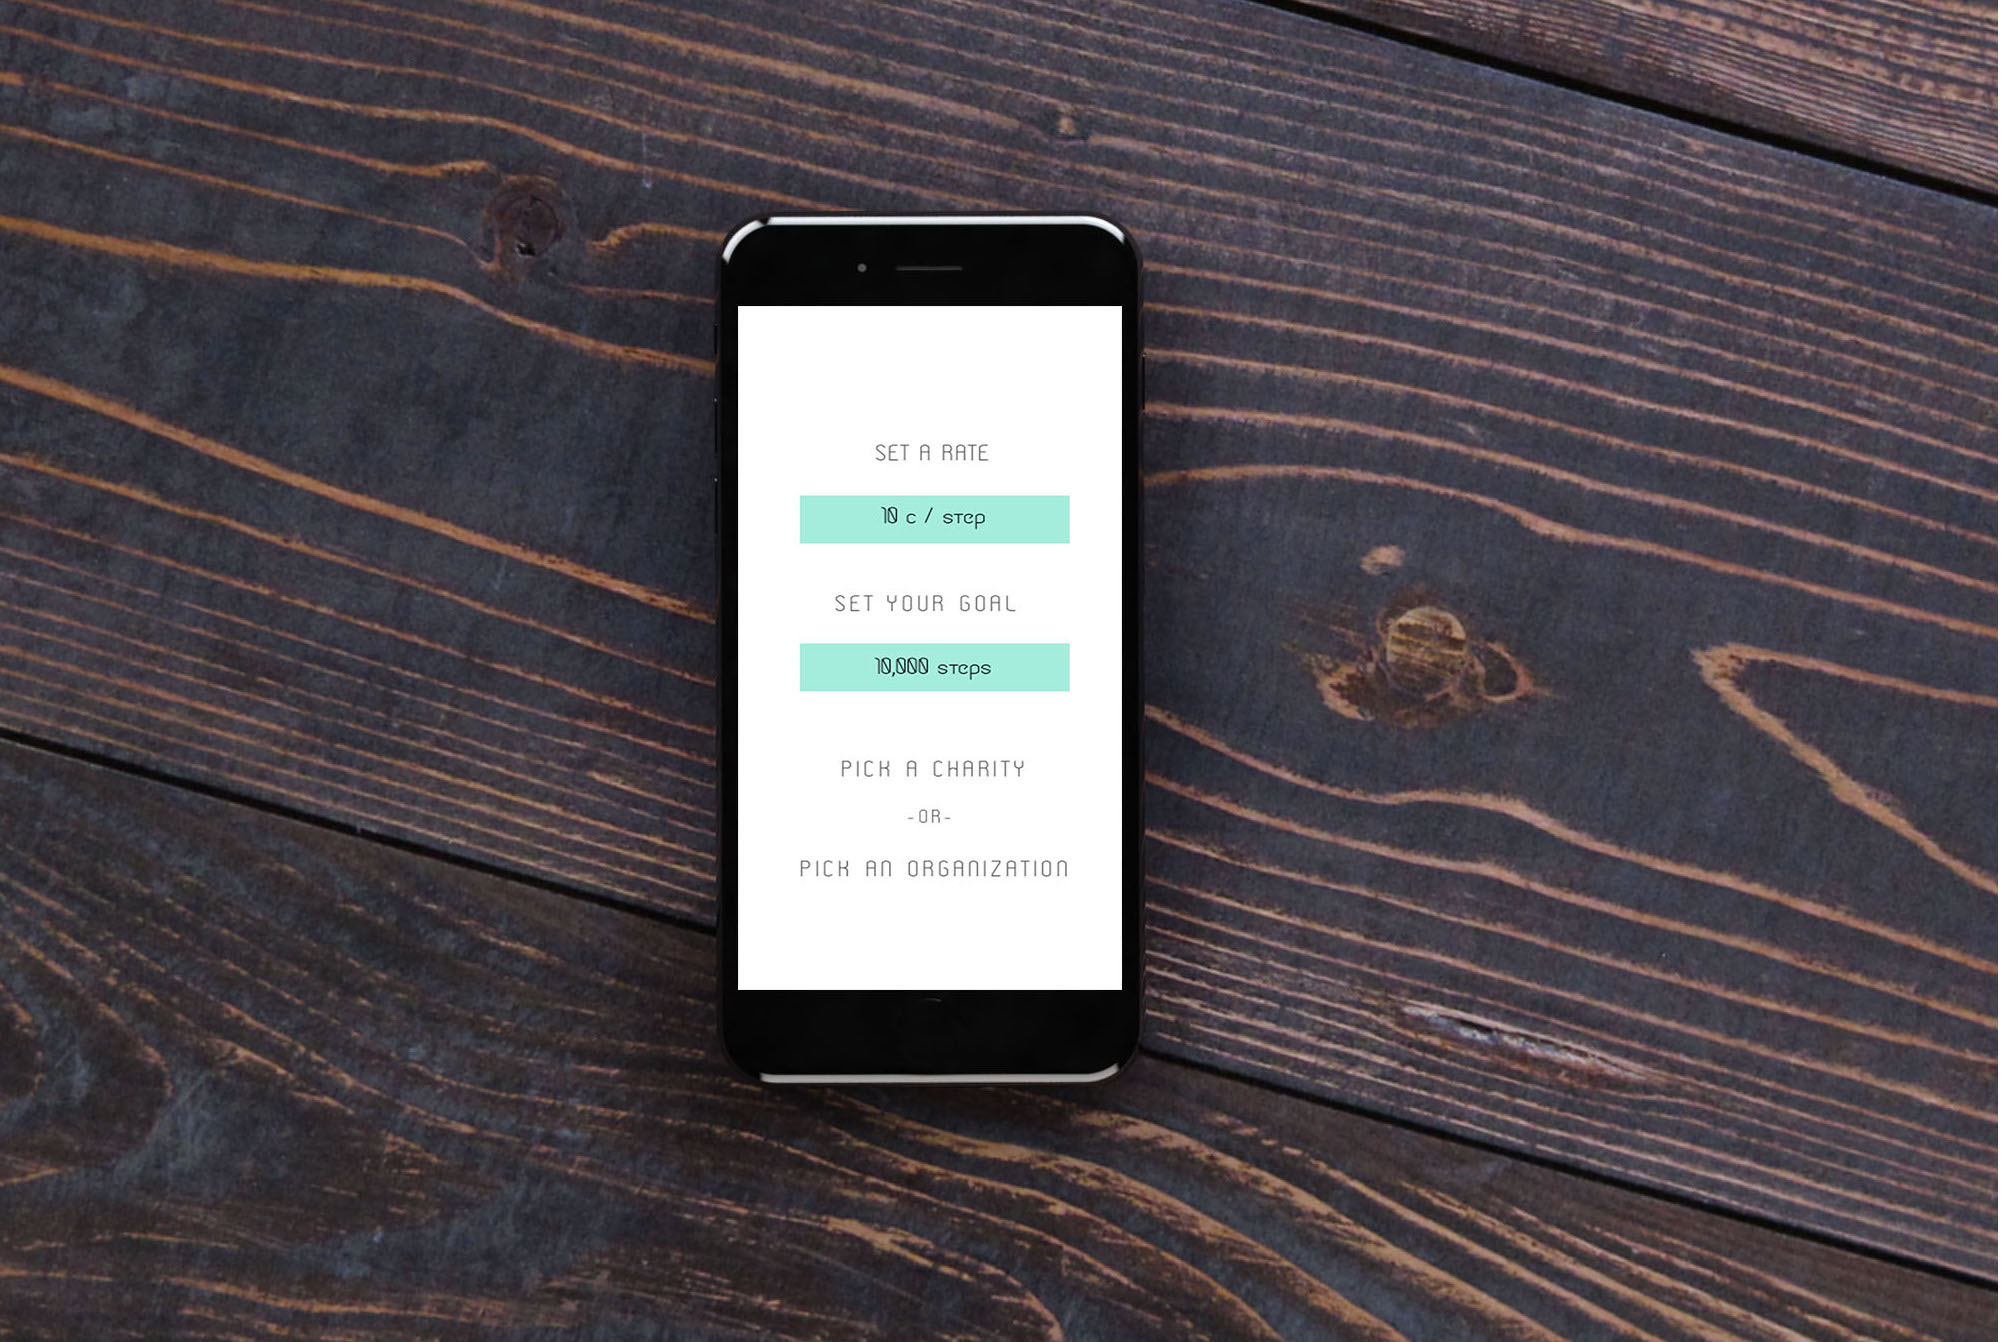 SET A RATE
10 c / step
SET YOUR GOAL
10,000 steps
PICK A CHARITY
-OR-
PICK AN ORGANIZATION